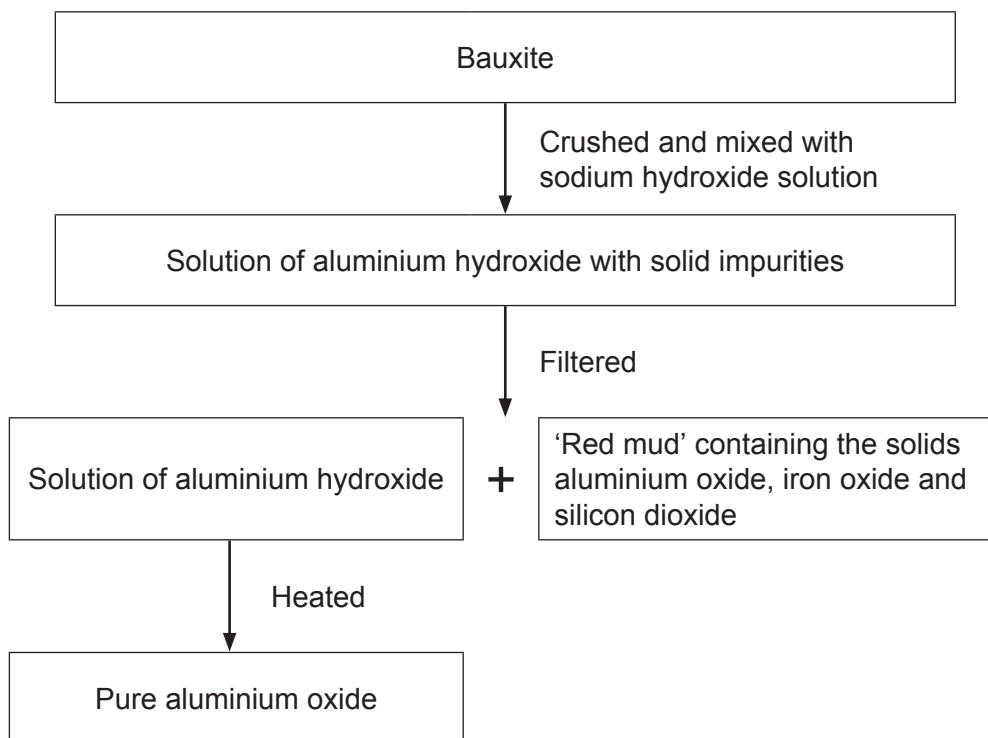 Bauxite
Crushed and mixed with
sodium hydroxide solution
Solution of aluminium hydroxide with solid impurities
Filtered
Solution of aluminium hydroxide
+
‘Red mud’ containing the solids
aluminium oxide, iron oxide and
silicon dioxide
Heated
Pure aluminium oxide